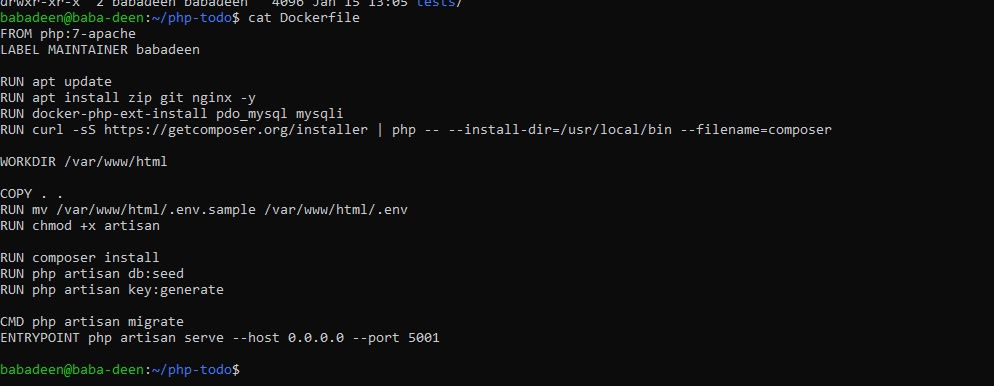 drwxr-xr-x 2 babadeen babadeen 4096 Jan 15 13:05 tests/
babadeen@baba-deen:~/php-todo$ cat Dockerfile
FROM php:7-apache
LABEL MAINTAINER babadeen
RUN apt update
RUN apt install zip git nginx -y
RUN docker-php-ext-install pdo_mysql mysqli
RUN curl -sS https://getcomposer.org/installer | php -- --install-dir=/usr/local/bin --filename=composer
WORKDIR /var/www/html
COPY . .
RUN mv /var/www/html/.env.sample /var/www/html/.env
RUN chmod +x artisan
RUN composer install
RUN php artisan db:seed
RUN php artisan key:generate
CMD php artisan migrate
ENTRYPOINT php artisan serve --host 0.0.0.0 --port 5001
babadeen@baba-deen:~/php-todo$